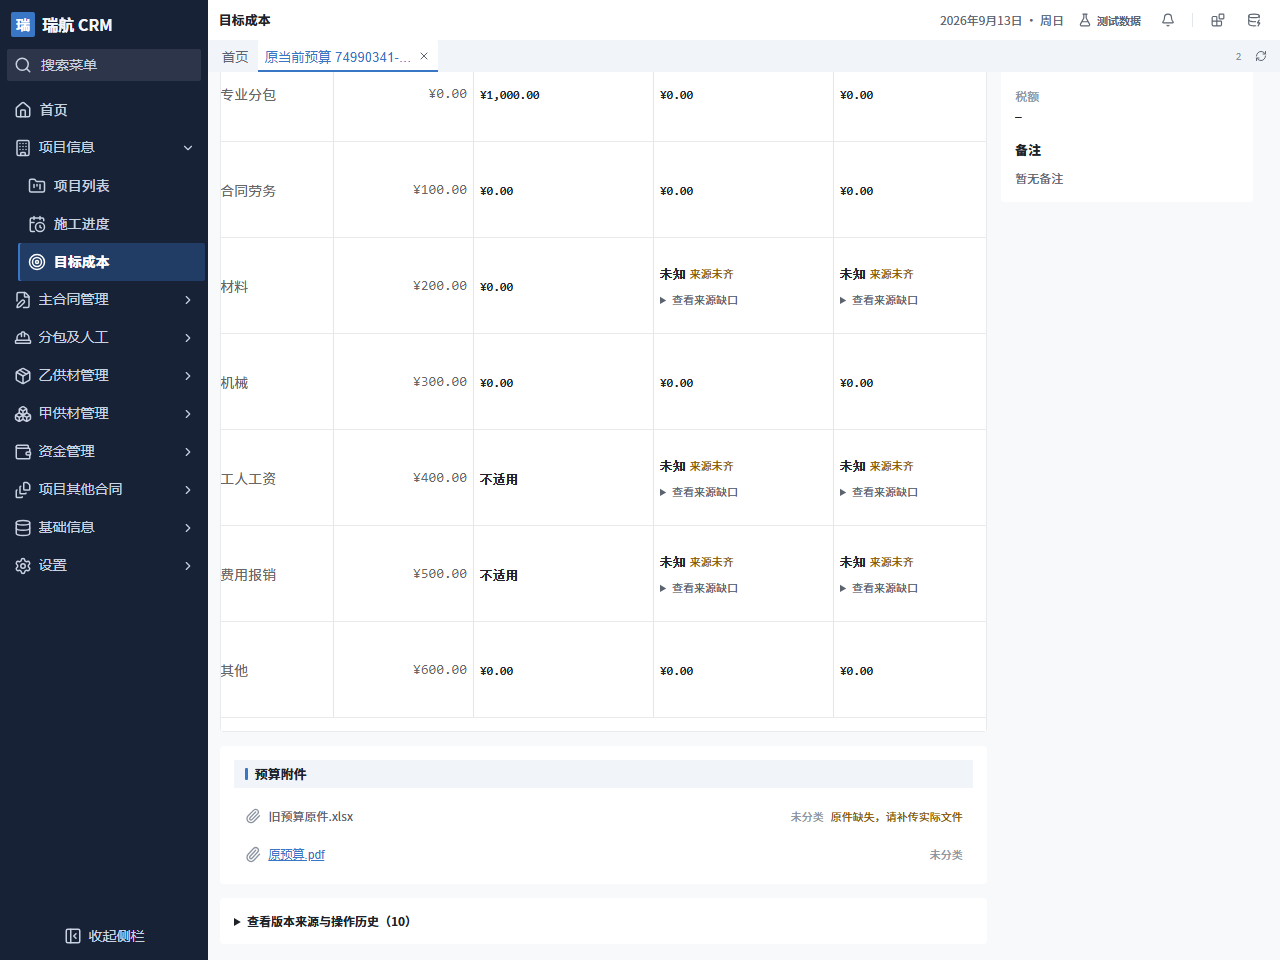 瑞 瑞航 CRM
搜索菜单
首页
项目信息
项目列表
施工进度
目标成本
主合同管理
分包及人工
乙供材管理
甲供材管理
资金管理
项目其他合同
基础信息
设置
收起侧栏
目标成本
2026年9月13日 · 周日 测试数据
首页 原当前预算 74990341-... 2
专业分包 ¥0.00 ¥1,000.00 ¥0.00 ¥0.00
合同劳务 ¥100.00 ¥0.00 ¥0.00 ¥0.00
材料 ¥200.00 ¥0.00 未知 来源未齐 未知 来源未齐
查看来源缺口 查看来源缺口
机械 ¥300.00 ¥0.00 ¥0.00 ¥0.00
工人工资 ¥400.00 不适用 未知 来源未齐 未知 来源未齐
查看来源缺口 查看来源缺口
费用报销 ¥500.00 不适用 未知 来源未齐 未知 来源未齐
查看来源缺口 查看来源缺口
其他 ¥600.00 ¥0.00 ¥0.00 ¥0.00
预算附件
旧预算原件.xlsx 未分类 原件缺失，请补传实际文件
原预算.pdf 未分类
查看版本来源与操作历史（10）
税额
—
备注
暂无备注